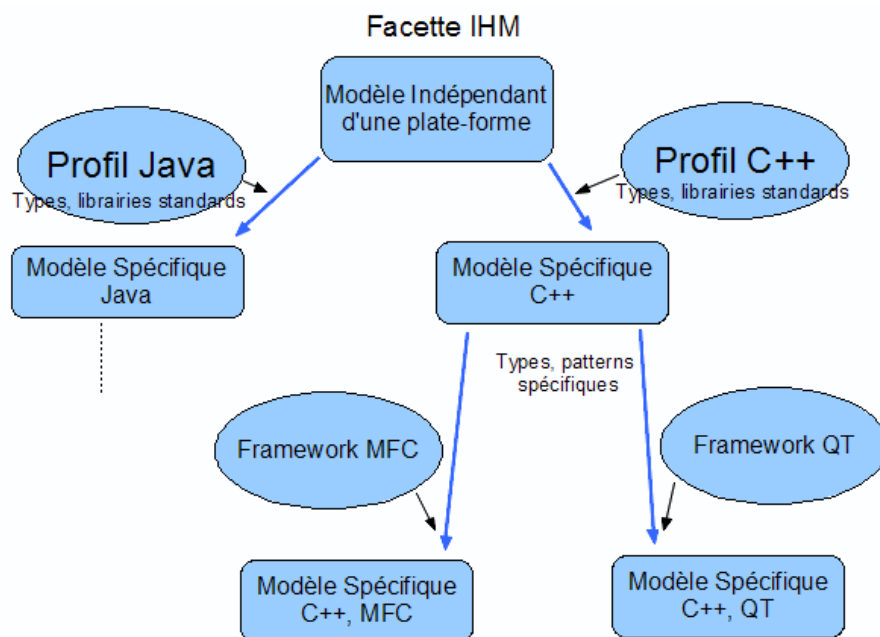 Facette IHM
Modèle Indépendant
d'une plate-forme
Profil Java
Types, librairies standards
Profil C++
Types, librairies standards
Modèle Spécifique
Java
Modèle Spécifique
C++
Types, patterns
spécifiques
Framework MFC
Framework QT
Modèle Spécifique
C++, MFC
Modèle Spécifique
C++, QT